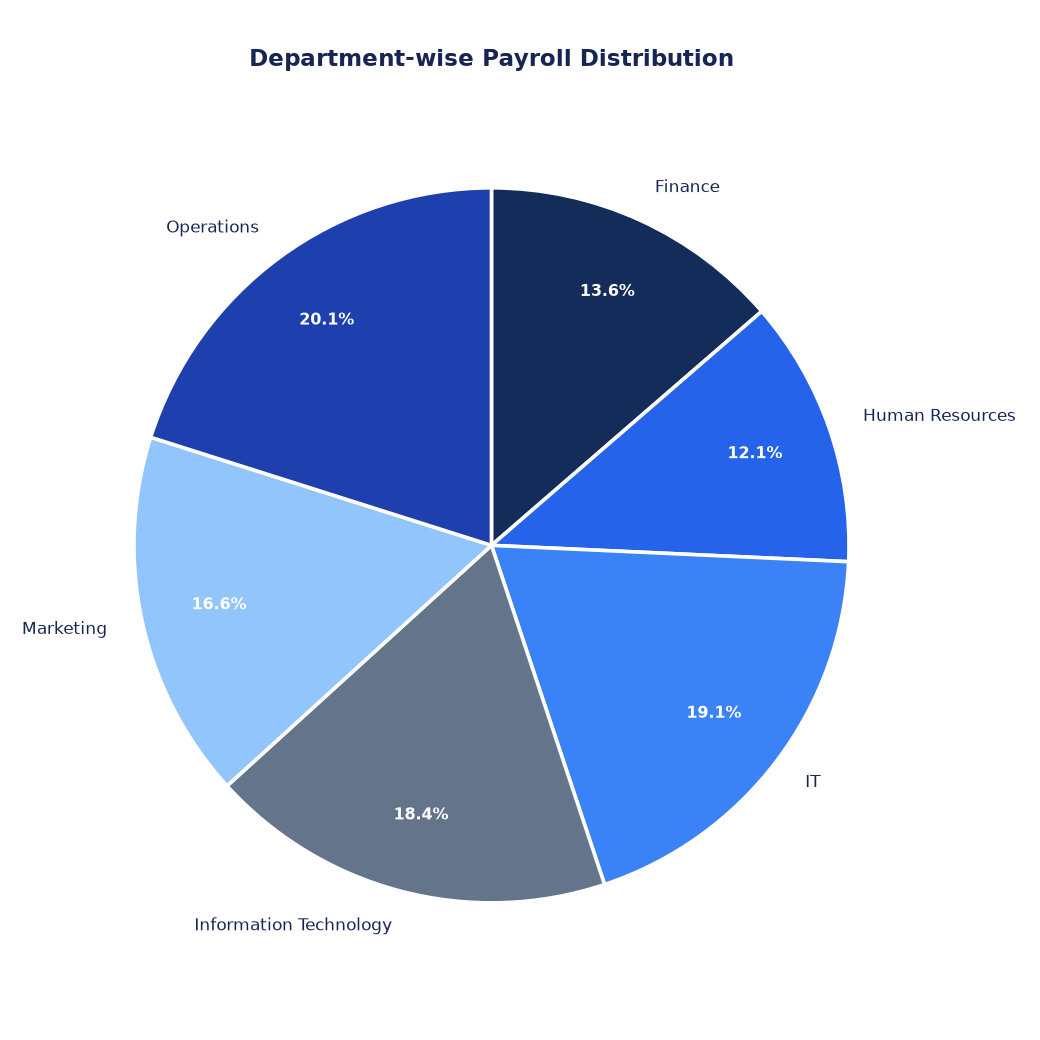 Department-wise Payroll Distribution
Finance
Operations
13.6%
20.1%
Human Resources
12.1%
16.6%
Marketing
19.1%
IT
18.4%
Information Technology